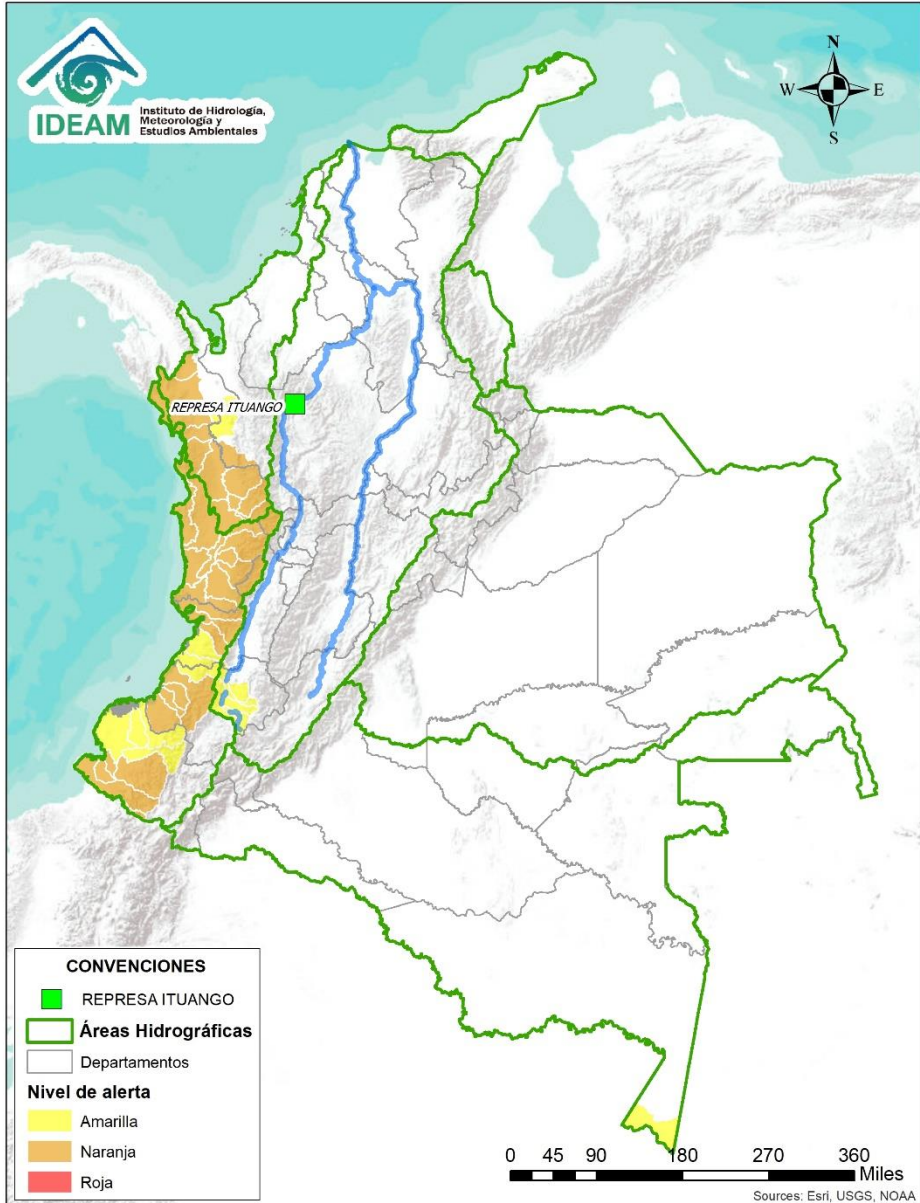 IDEAM
Instituto de Hidrología,
Meteorología y
Estudios Ambientales
N
W
E
S
REPRESA ITUANGO
CONVENCIONES
REPRESA ITUANGO
Áreas Hidrográficas
Departamentos
Nivel de alerta
Amarilla
Naranja
Roja
0 45 90 180 270 360
Miles
Sources: Esri, USGS, NOAA